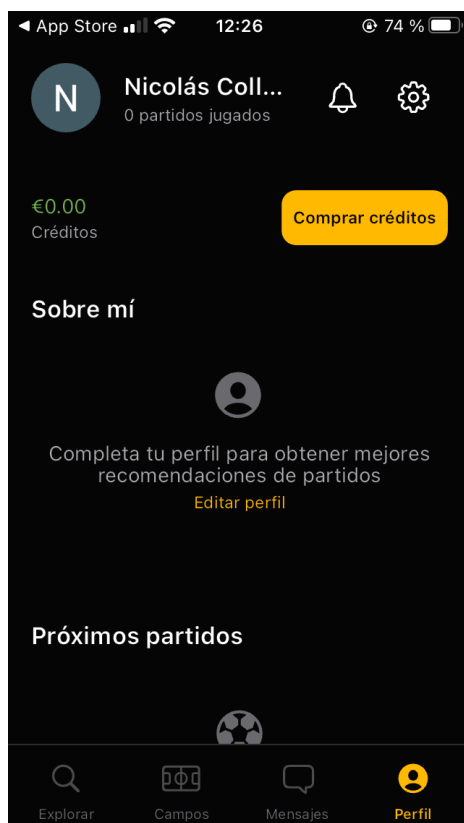 App Store 12:26 74 %
N
Nicolás Coll...
0 partidos jugados
€0.00
Créditos
Comprar créditos
Sobre mí
Completa tu perfil para obtener mejores
recomendaciones de partidos
Editar perfil
Próximos partidos
Explorar Campos Mensajes Perfil